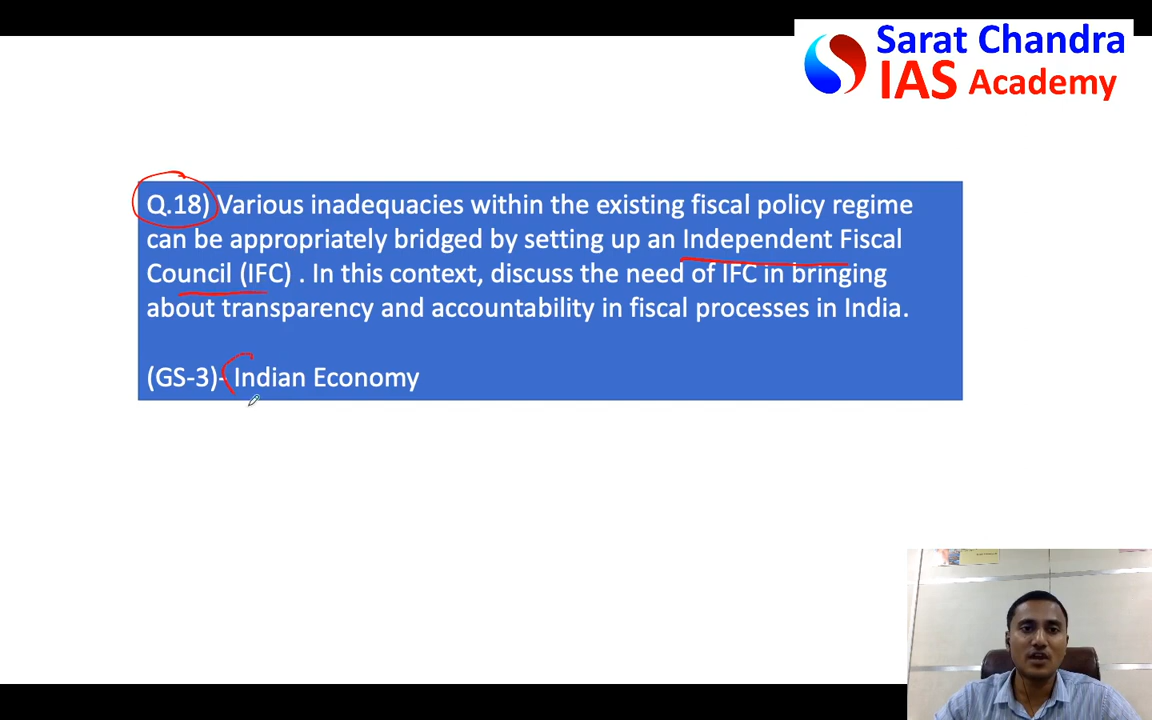 Sarat Chandra
IAS Academy
Q.18) Various inadequacies within the existing fiscal policy regime
can be appropriately bridged by setting up an Independent Fiscal
Council (IFC) . In this context, discuss the need of IFC in bringing
about transparency and accountability in fiscal processes in India.
(GS-3)- Indian Economy